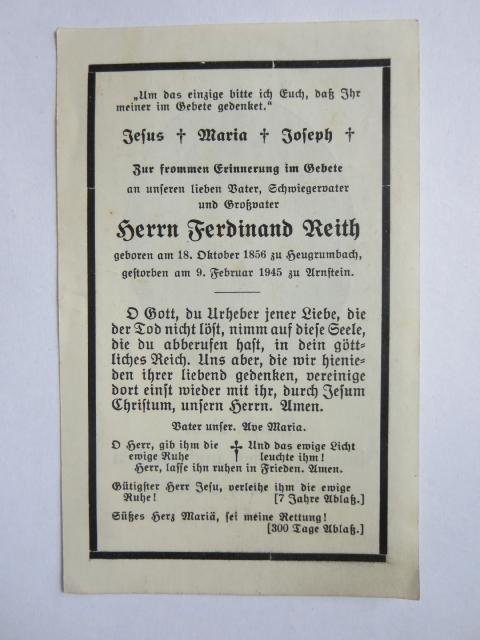 „Um das einzige bitte ich Euch, daß Ihr
meiner im Gebete gedenket.“
Jesus † Maria † Joseph †
Zur frommen Erinnerung im Gebete
an unseren lieben Vater, Schwiegervater
und Großvater
Herrn Ferdinand Reith
geboren am 18. Oktober 1856 zu Heugrumbach,
gestorben am 9. Februar 1945 zu Arnstein.
O Gott, du Urheber jener Liebe, die
der Tod nicht löst, nimm auf diese Seele,
die du abberufen hast, in dein gött-
liches Reich. Uns aber, die wir hienie-
den ihrer liebend gedenken, vereinige
dort einst wieder mit ihr, durch Jesum
Christum, unsern Herrn. Amen.
Vater unser. Ave Maria.
O Herr, gib ihm die † Und das ewige Licht
ewige Ruhe leuchte ihm!
Herr, lasse ihn ruhen in Frieden. Amen.
Gütigster Herr Jesu, verleihe ihm die ewige
Ruhe! [7 Jahre Ablaß.]
Süßes Herz Mariä, sei meine Rettung!
[300 Tage Ablaß.]